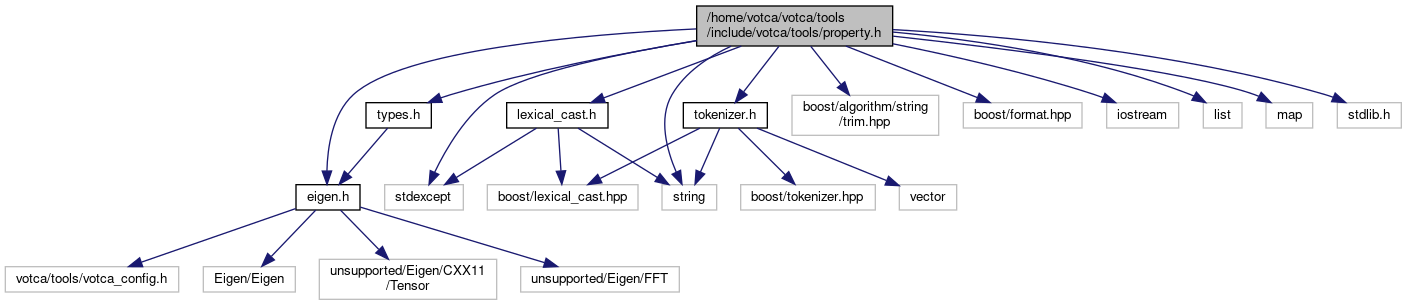 /home/votca/votca/tools
/include/votca/tools/property.h
types.h
lexical_cast.h
tokenizer.h
boost/algorithm/string
/trim.hpp
boost/format.hpp
iostream
list
map
stdlib.h
eigen.h
stdexcept
boost/lexical_cast.hpp
string
boost/tokenizer.hpp
vector
votca/tools/votca_config.h
Eigen/Eigen
unsupported/Eigen/CXX11
/Tensor
unsupported/Eigen/FFT